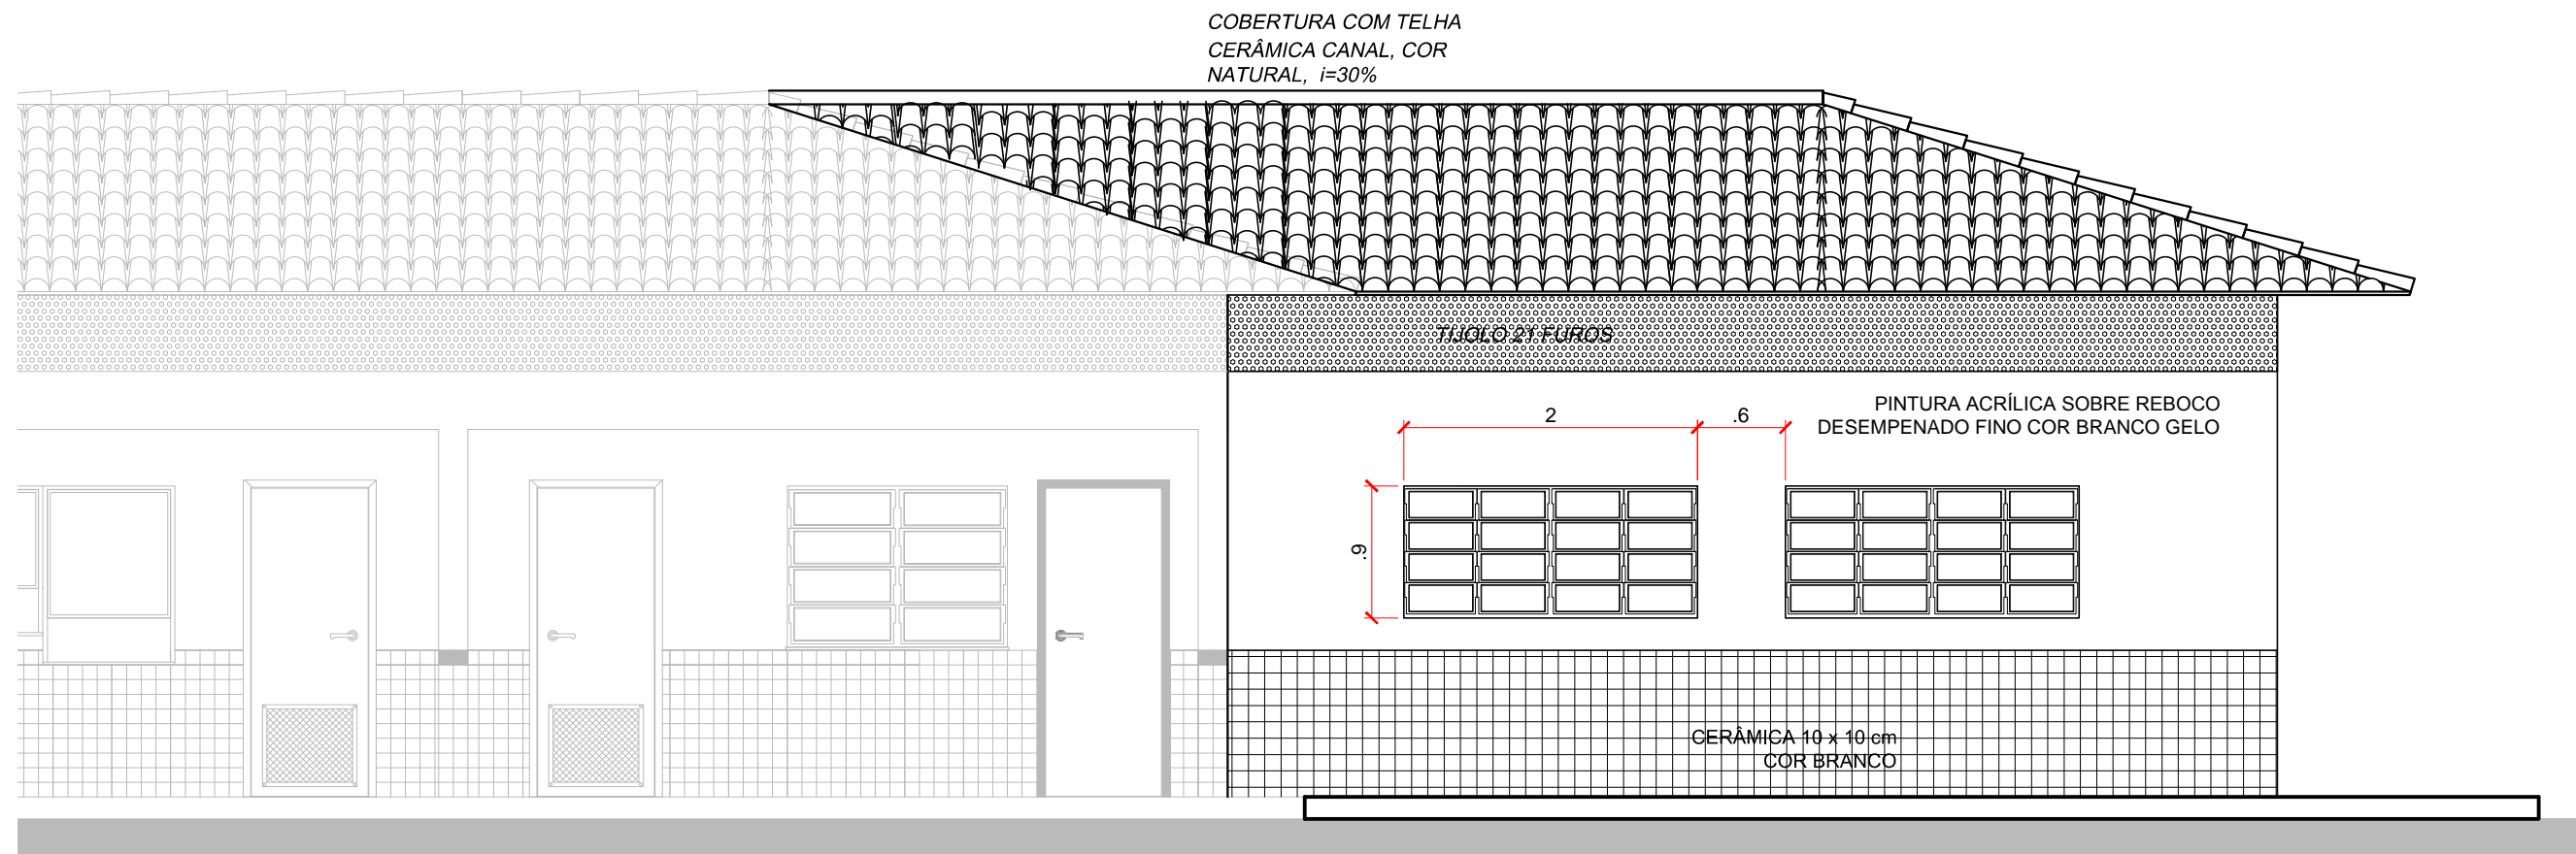 COBERTURA COM TELHA
CERÂMICA CANAL, COR
NATURAL, i=30%
TIJOLO 21 FUROS
PINTURA ACRÍLICA SOBRE REBOCO
DESEMPENADO FINO COR BRANCO GELO
2
.6
.9
CERÂMICA 10 x 10 cm
COR BRANCO